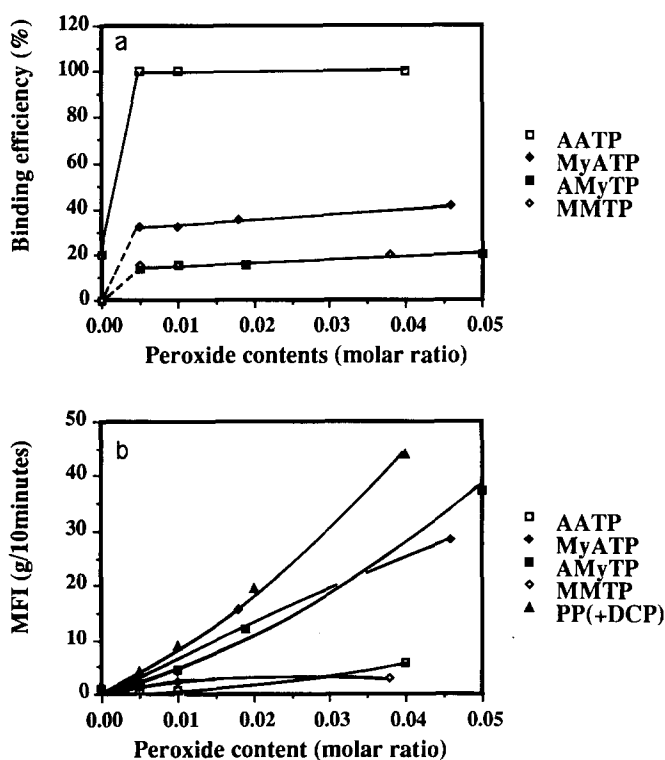 a
Binding efficiency (%)
120
100
80
60
40
20
0
0.00 0.01 0.02 0.03 0.04 0.05
Peroxide contents (molar ratio)
AATP
MyATP
AMyTP
MMTP
b
MFI (g/10minutes)
50
40
30
20
10
0
0.00 0.01 0.02 0.03 0.04 0.05
Peroxide content (molar ratio)
AATP
MyATP
AMyTP
MMTP
PP(+DCP)